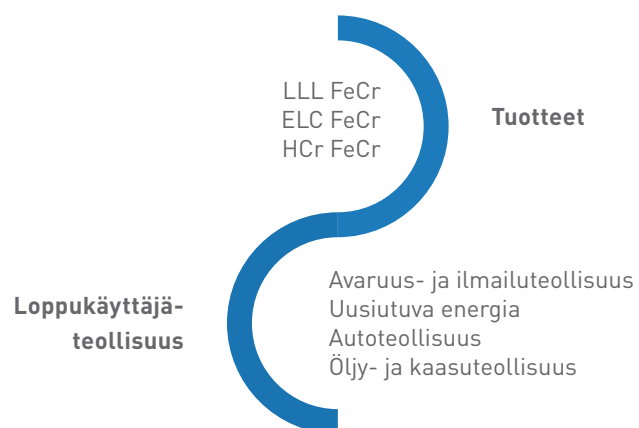 LLL FeCr
ELC FeCr
HCr FeCr
Tuotteet
Loppukäyttäjä-
teollisuus
Avaruus- ja ilmailuteollisuus
Uusiutuva energia
Autoteollisuus
Öljy- ja kaasuteollisuus